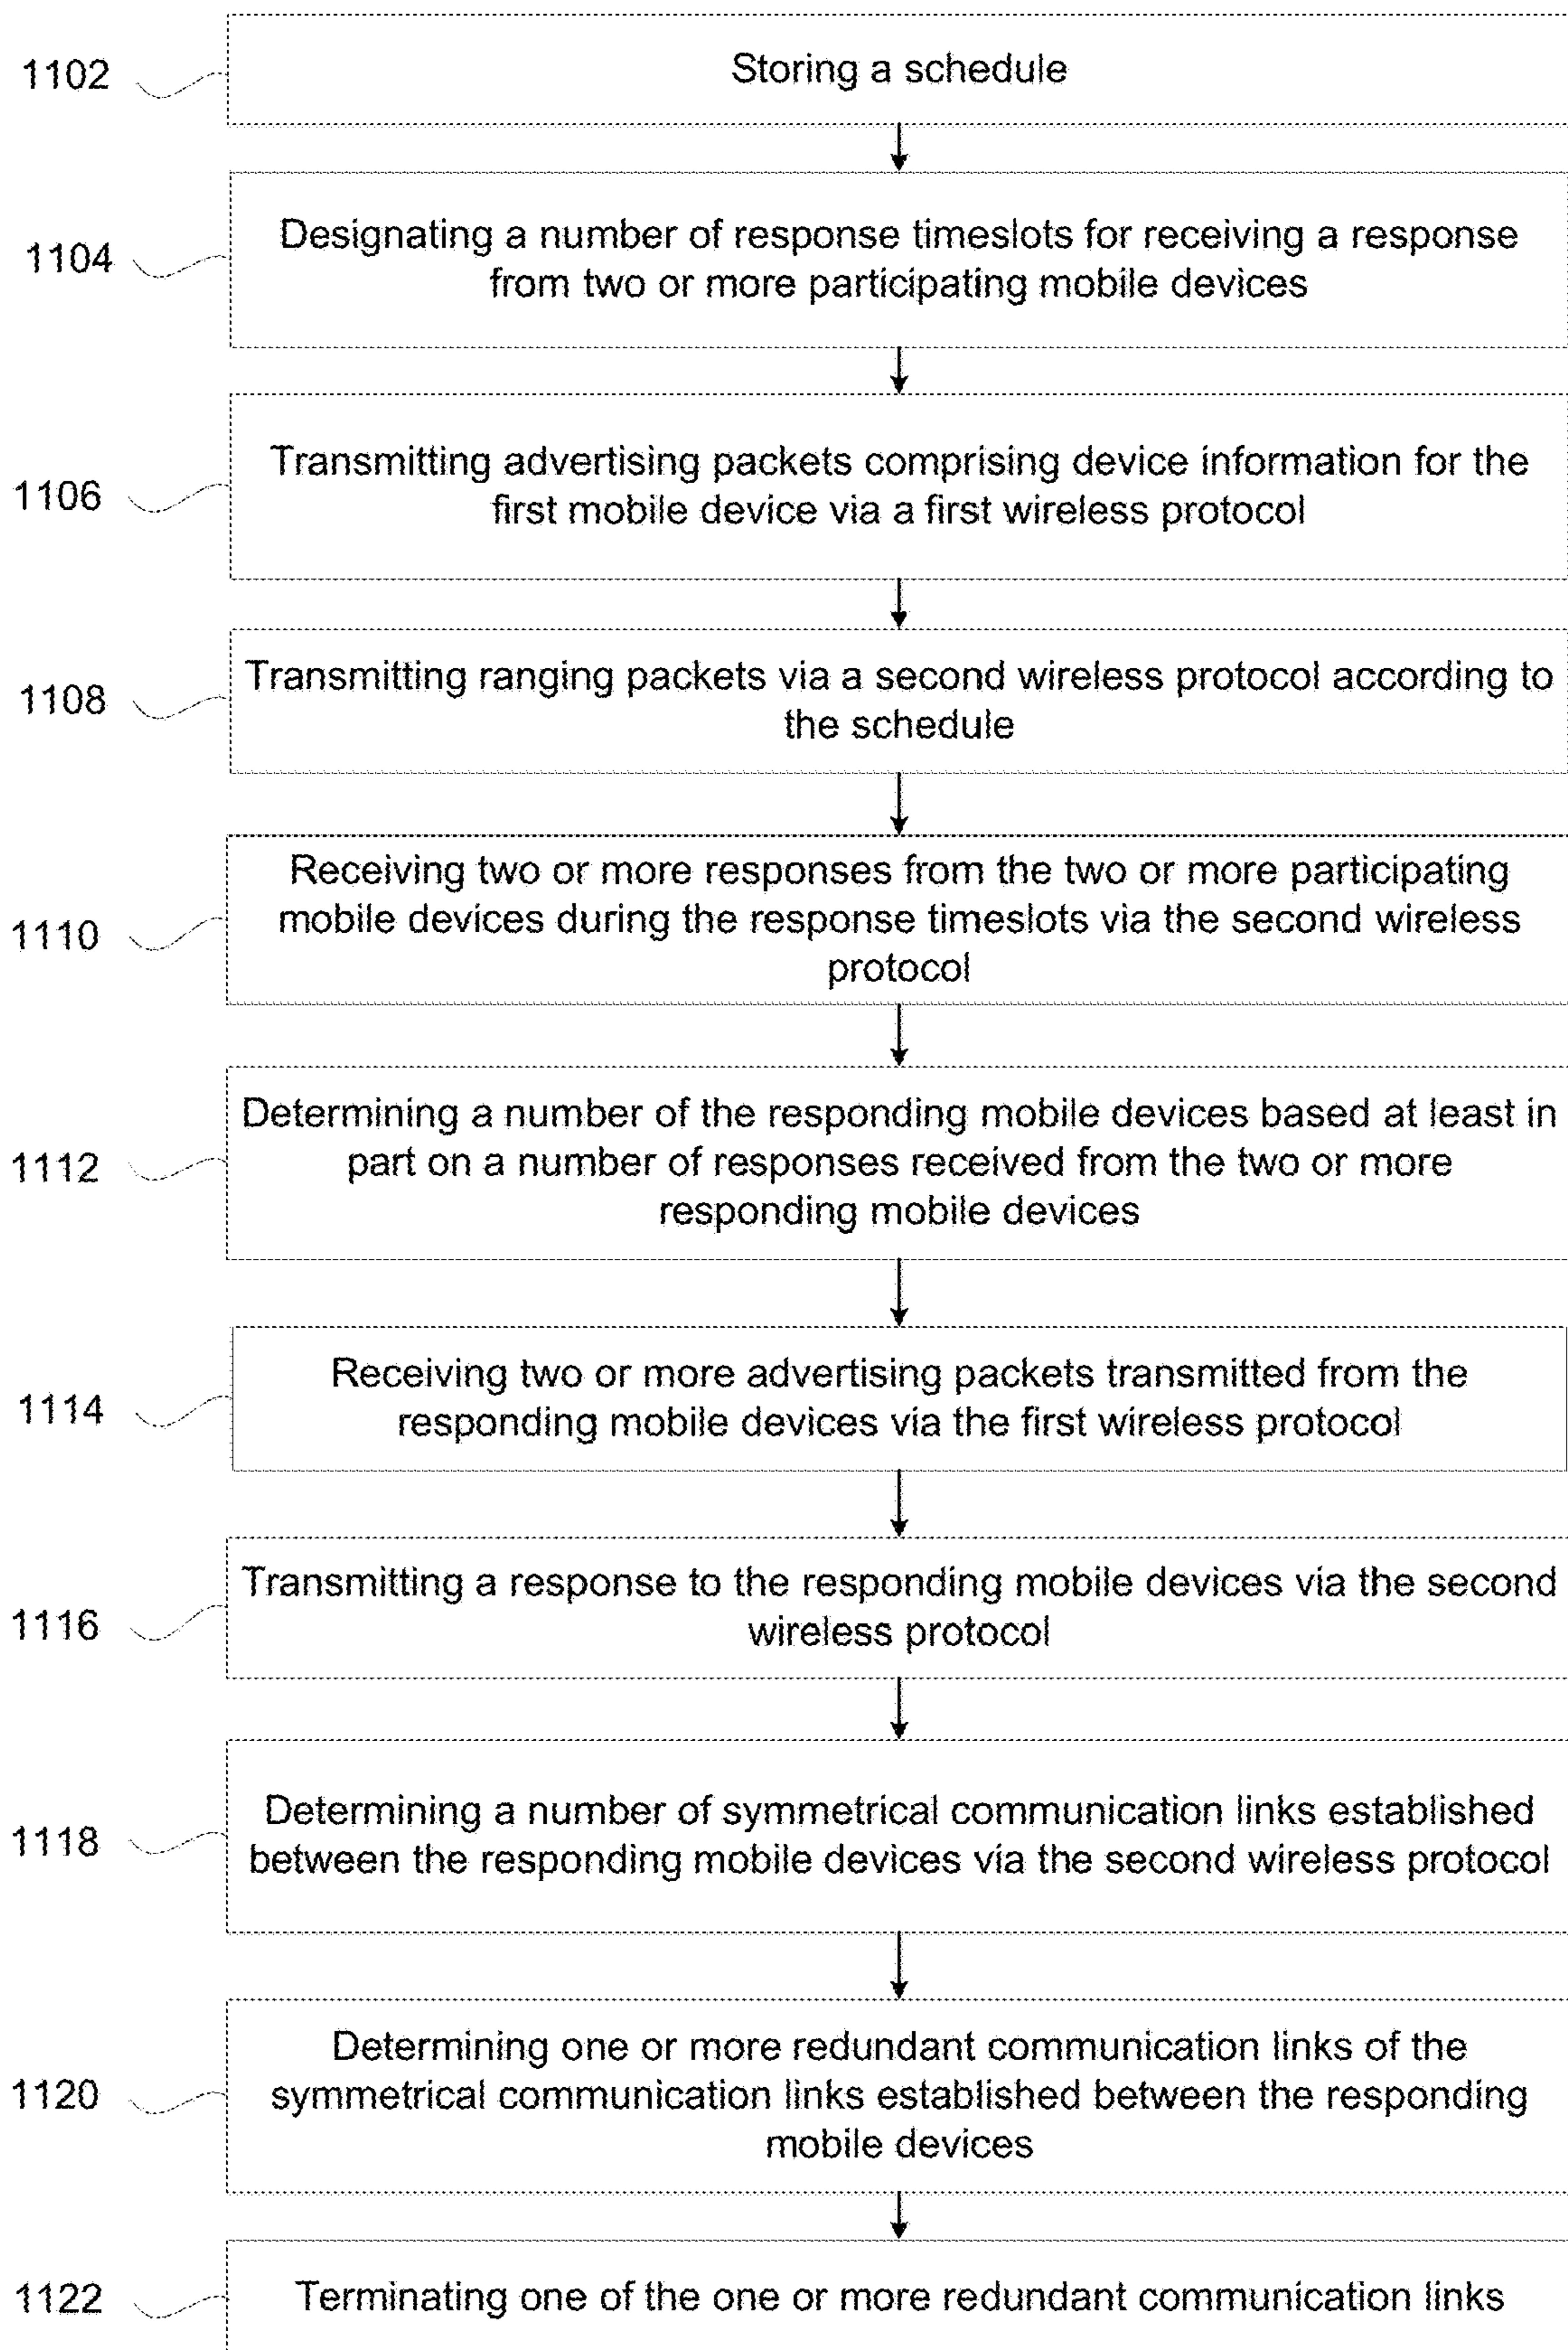 1102
Storing a schedule
1104
Designating a number of response timeslots for receiving a response
from two or more participating mobile devices
1106
Transmitting advertising packets comprising device information for the
first mobile device via a first wireless protocol
1108
Transmitting ranging packets via a second wireless protocol according to
the schedule
1110
Receiving two or more responses from the two or more participating
mobile devices during the response timeslots via the second wireless
protocol
1112
Determining a number of the responding mobile devices based at least in
part on a number of responses received from the two or more
responding mobile devices
1114
Receiving two or more advertising packets transmitted from the
responding mobile devices via the first wireless protocol
1116
Transmitting a response to the responding mobile devices via the second
wireless protocol
1118
Determining a number of symmetrical communication links established
between the responding mobile devices via the second wireless protocol
1120
Determining one or more redundant communication links of the
symmetrical communication links established between the responding
mobile devices
1122
Terminating one of the one or more redundant communication links